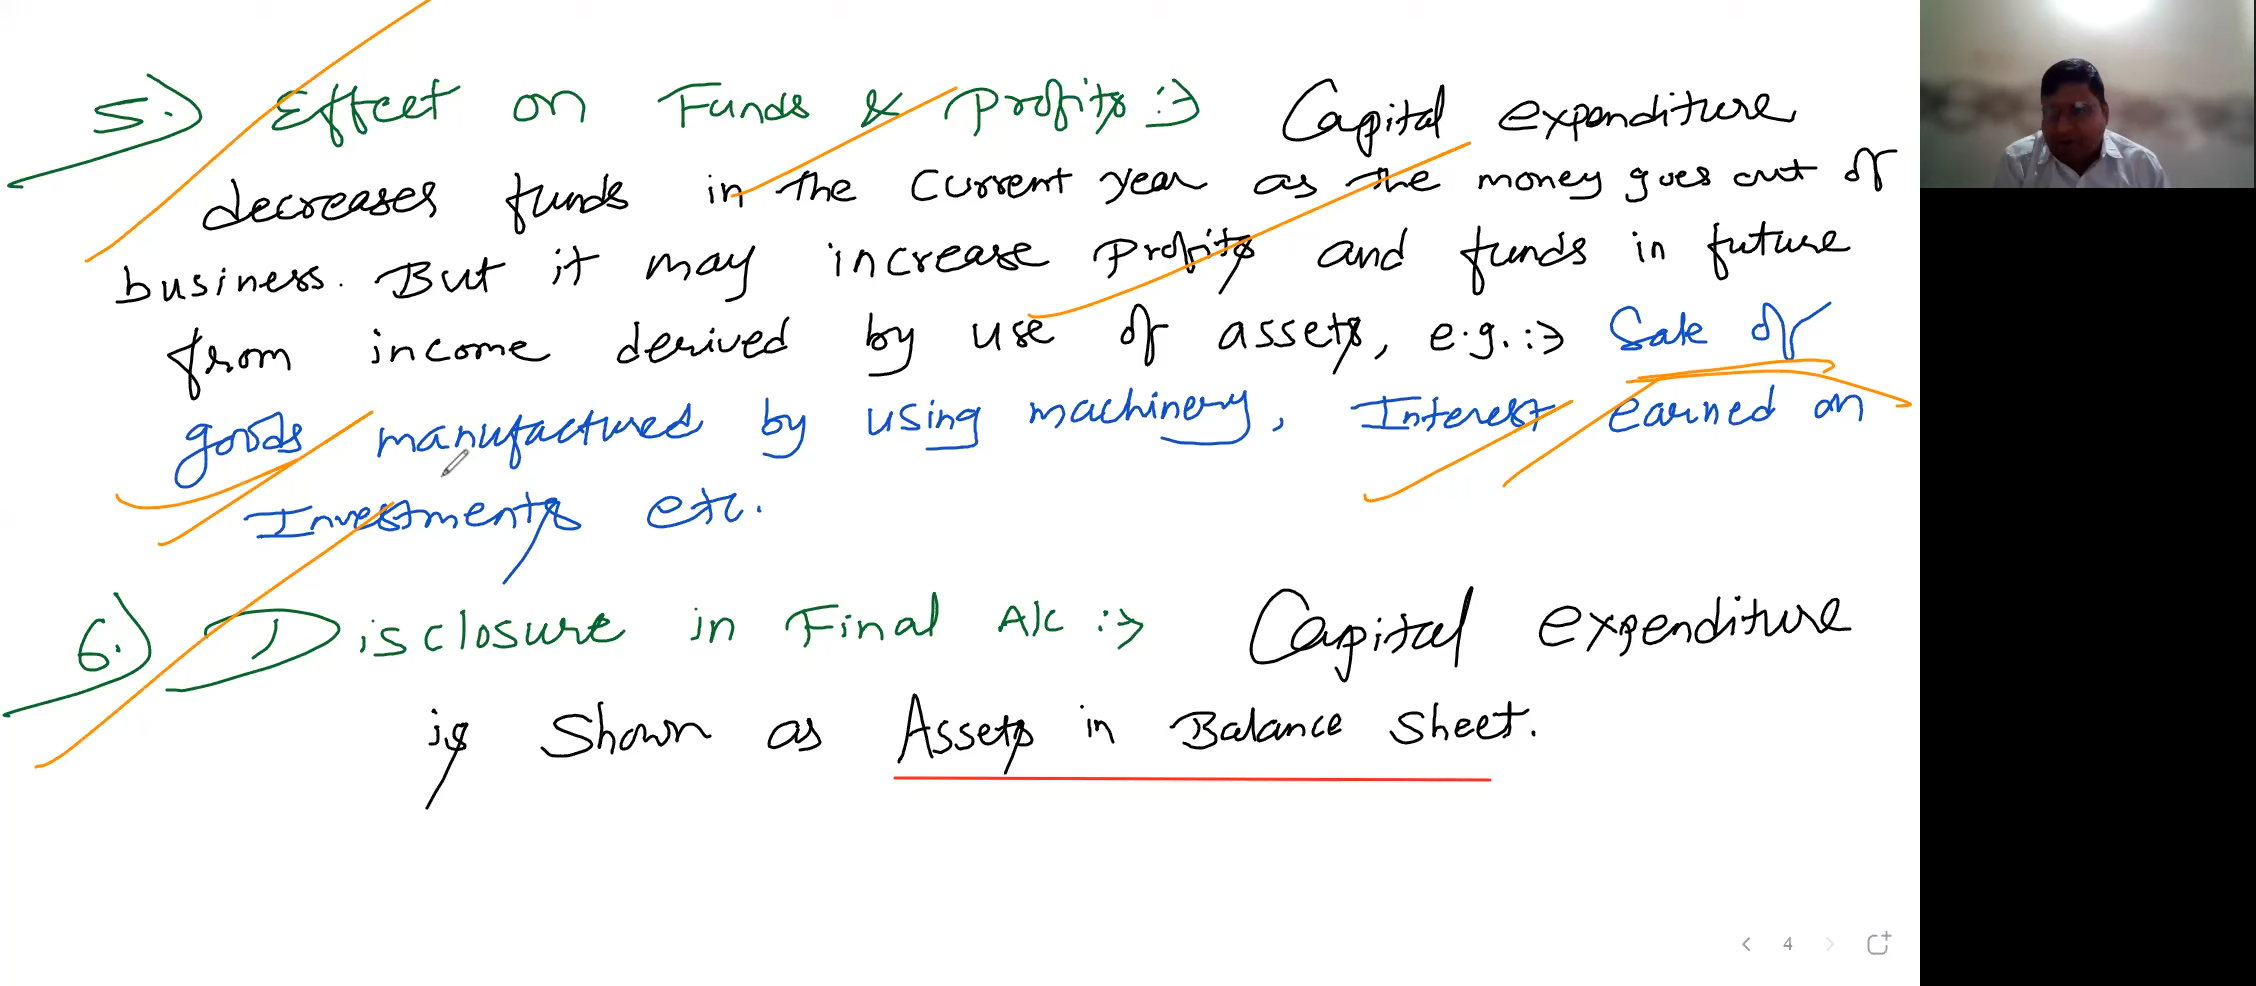 5.) Effect on Funds & Profits :→ Capital expenditure
decreases funds in the current year as the money goes out of
business. But it may increase profits and funds in future
from income derived by use of assets, e.g. :→ Sale of
goods manufactured by using machinery, Interest earned on
Investments etc.
6.) Disclosure in Final A/c :→ Capital expenditure
is shown as Assets in Balance Sheet.
4